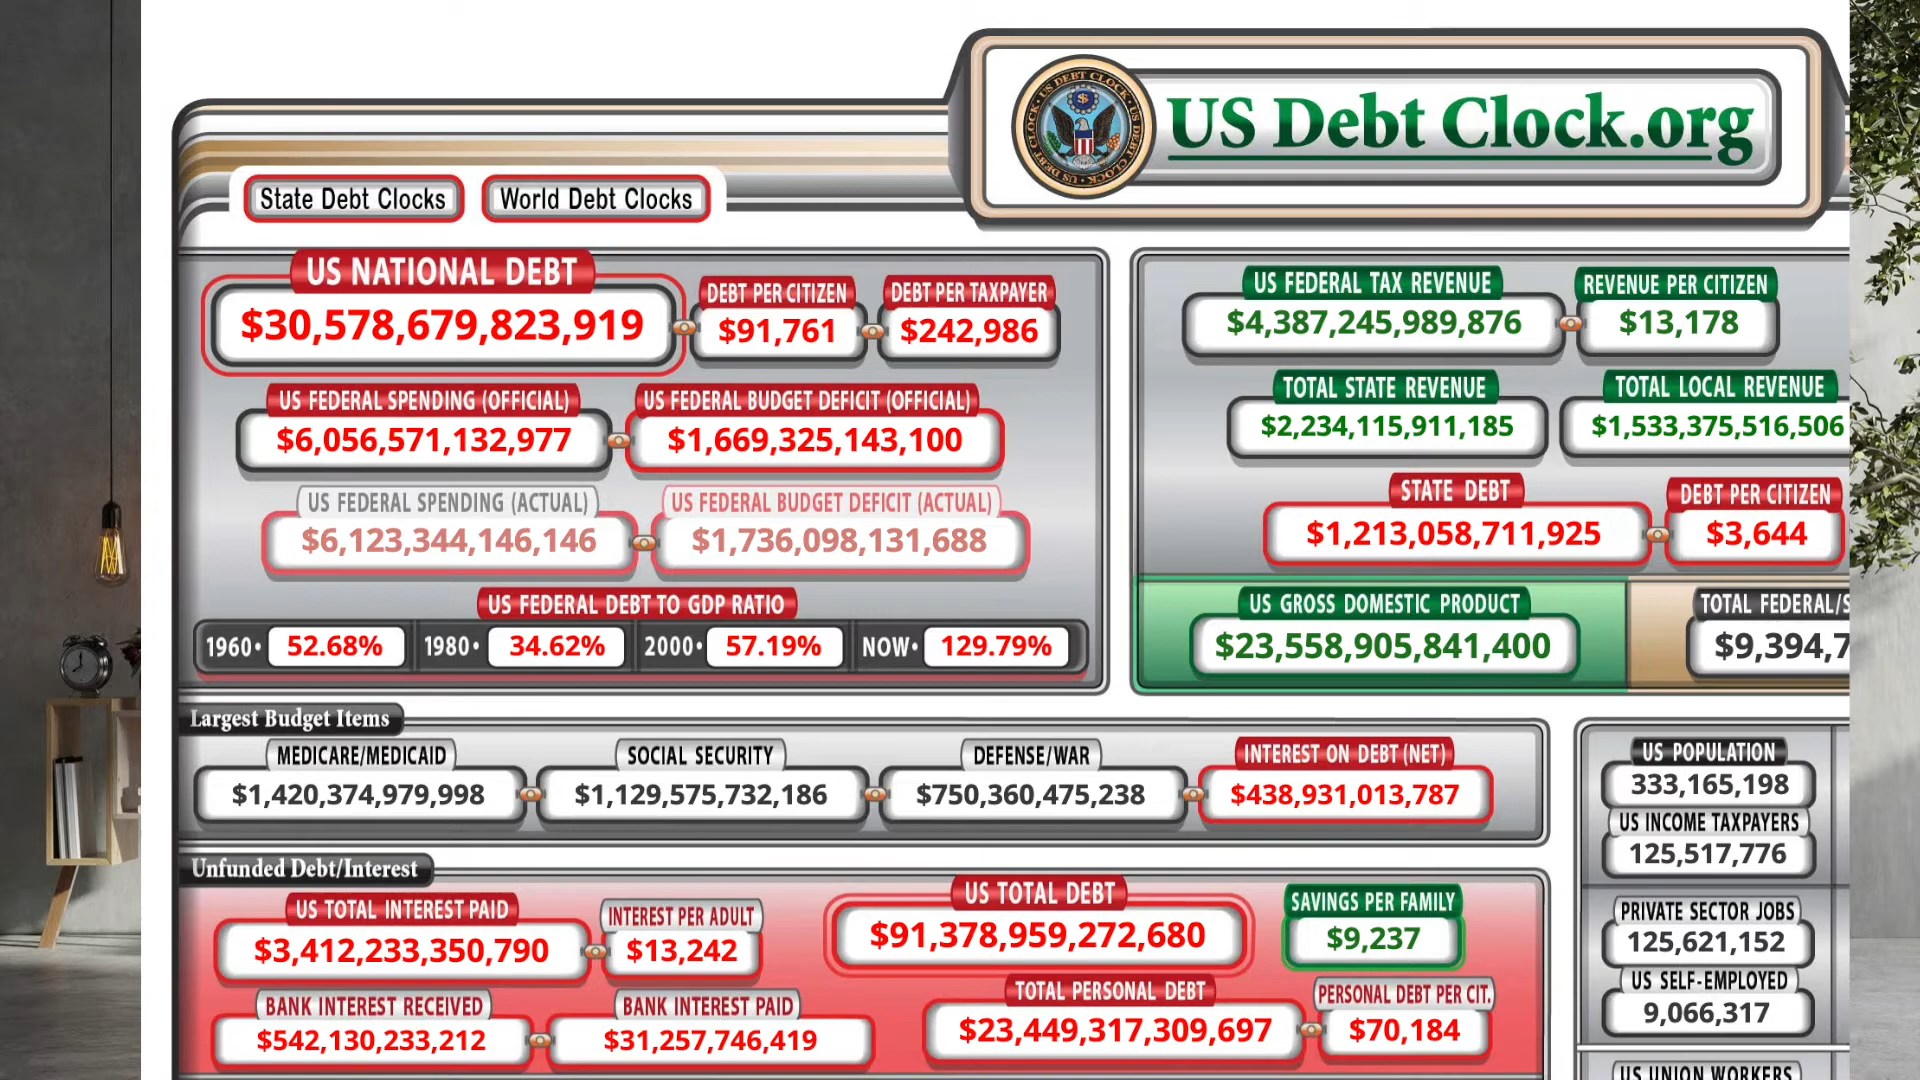 US Debt Clock.org
State Debt Clocks
World Debt Clocks
US NATIONAL DEBT
$30,578,679,823,919
DEBT PER CITIZEN
$91,761
DEBT PER TAXPAYER
$242,986
US FEDERAL SPENDING (OFFICIAL)
$6,056,571,132,977
US FEDERAL BUDGET DEFICIT (OFFICIAL)
$1,669,325,143,100
US FEDERAL SPENDING (ACTUAL)
$6,123,344,146,146
US FEDERAL BUDGET DEFICIT (ACTUAL)
$1,736,098,131,688
US FEDERAL DEBT TO GDP RATIO
1960• 52.68% 1980• 34.62% 2000• 57.19% NOW• 129.79%
US FEDERAL TAX REVENUE
$4,387,245,989,876
REVENUE PER CITIZEN
$13,178
TOTAL STATE REVENUE
$2,234,115,911,185
TOTAL LOCAL REVENUE
$1,533,375,516,506
STATE DEBT
$1,213,058,711,925
DEBT PER CITIZEN
$3,644
US GROSS DOMESTIC PRODUCT
$23,558,905,841,400
TOTAL FEDERAL/S
$9,394,7
Largest Budget Items
MEDICARE/MEDICAID
$1,420,374,979,998
SOCIAL SECURITY
$1,129,575,732,186
DEFENSE/WAR
$750,360,475,238
INTEREST ON DEBT (NET)
$438,931,013,787
US POPULATION
333,165,198
US INCOME TAXPAYERS
125,517,776
Unfunded Debt/Interest
US TOTAL INTEREST PAID
$3,412,233,350,790
INTEREST PER ADULT
$13,242
US TOTAL DEBT
$91,378,959,272,680
SAVINGS PER FAMILY
$9,237
BANK INTEREST RECEIVED
$542,130,233,212
BANK INTEREST PAID
$31,257,746,419
TOTAL PERSONAL DEBT
$23,449,317,309,697
PERSONAL DEBT PER CIT.
$70,184
PRIVATE SECTOR JOBS
125,621,152
US SELF-EMPLOYED
9,066,317
US UNION WORKERS